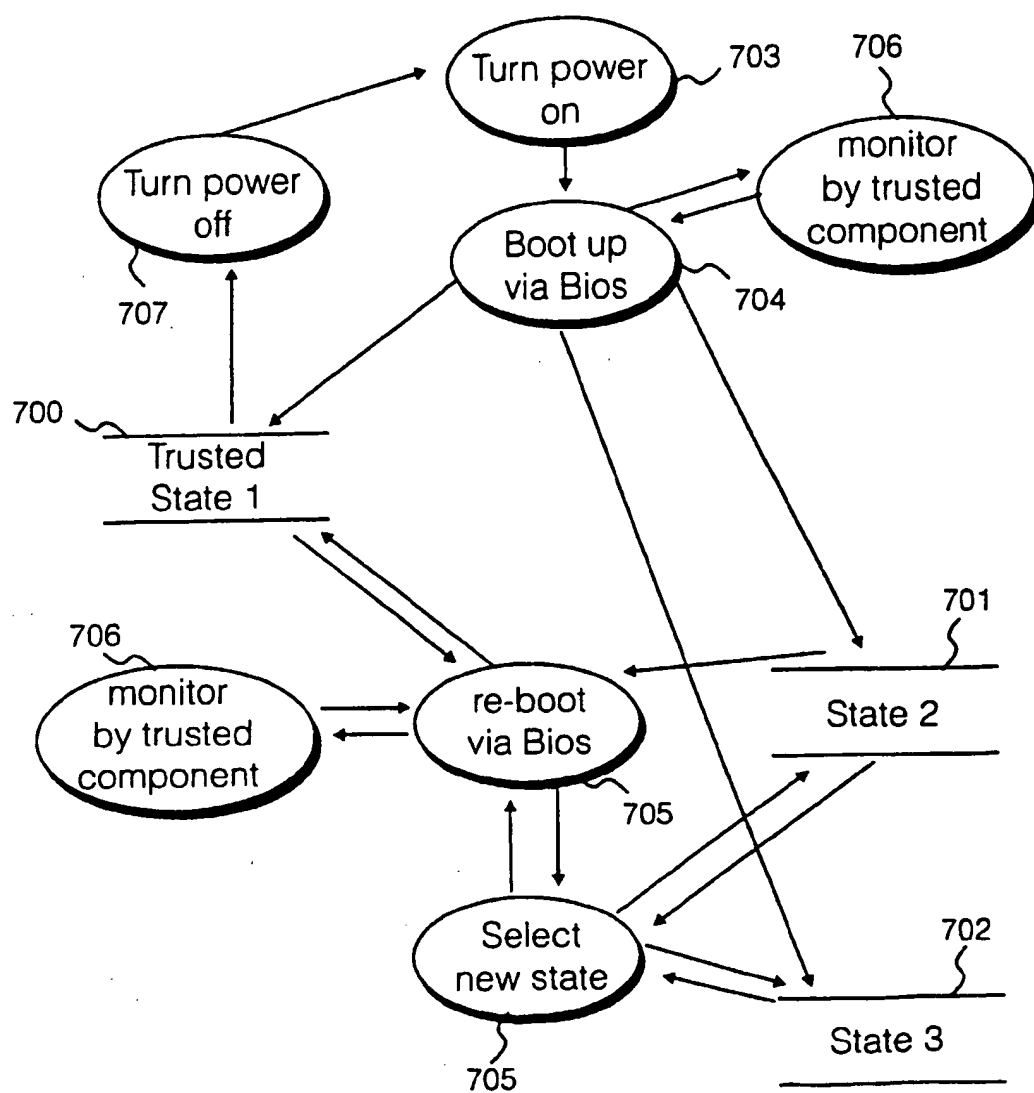 Turn power
on
703
706
monitor
by trusted
component
Turn power
off
707
Boot up
via Bios
704
700
Trusted
State 1
701
State 2
706
monitor
by trusted
component
re-boot
via Bios
705
Select
new state
705
702
State 3